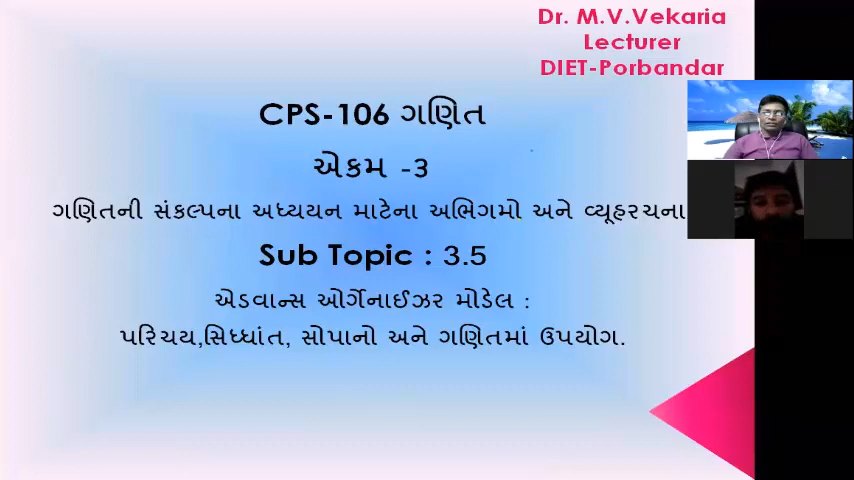 Dr. M.V.Vekaria
Lecturer
DIET-Porbandar
CPS-106 ગણિત
એકમ -૩
ગણિતની સંકલ્પના અધ્યયન માટેના અભિગમો અને વ્યૂહરચના
Sub Topic : 3.5
એડવાન્સ ઓર્ગેનાઈઝર મોડેલ :
પરિચય,સિધ્ધાંત, સોપાનો અને ગણિતમાં ઉપયોગ.